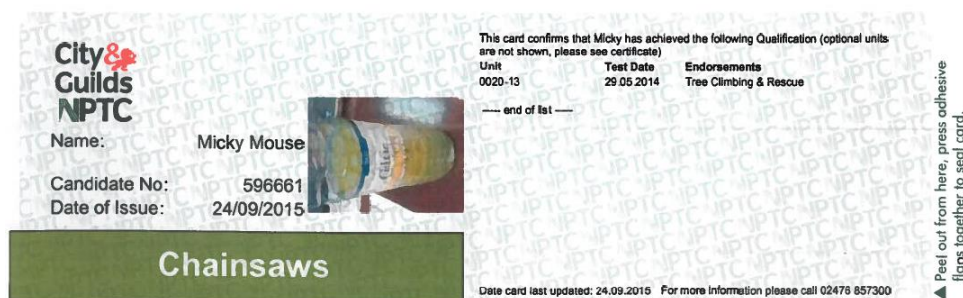 City&
Guilds
NPTC
Name: Micky Mouse
Candidate No: 596661
Date of Issue: 24/09/2015
Chainsaws
This card confirms that Micky has achieved the following Qualification (optional units
are not shown, please see certificate)
Unit Test Date Endorsements
0020-13 29.05.2014 Tree Climbing & Rescue
----- end of list -----
Date card last updated: 24.09.2015 For more information please call 02476 857300
▲ Peel out from here, press adhesive
flaps together to seal card.